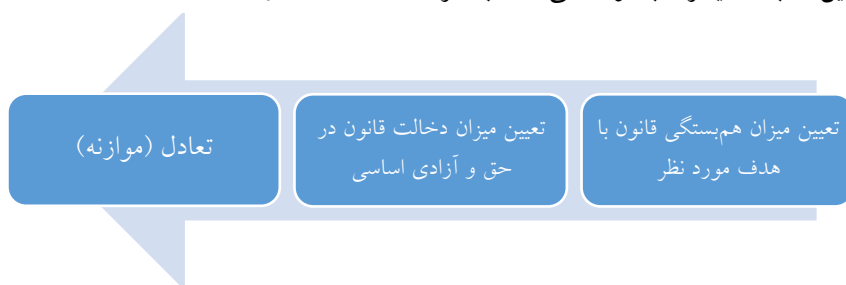 تعیین میزان هم‌بستگی قانون با
هدف مورد نظر
تعیین میزان دخالت قانون در
حق و آزادی اساسی
تعادل (موازنه)